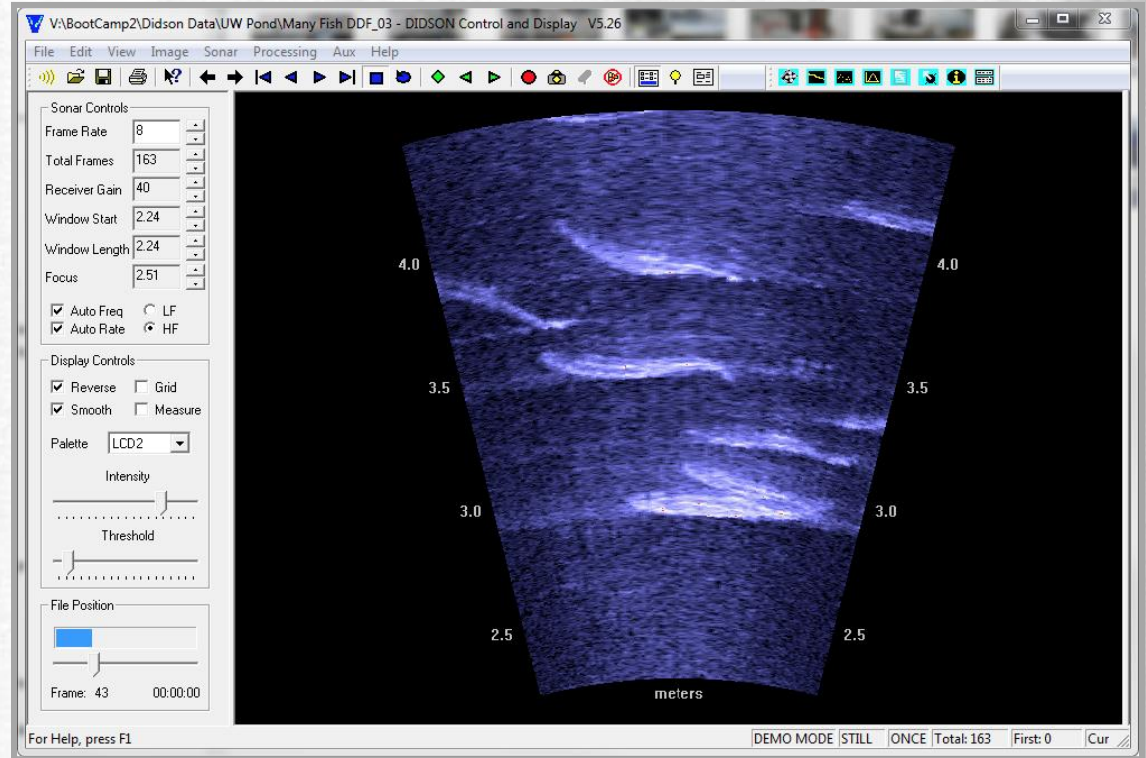 V:\BootCamp2\Didson Data\UW Pond\Many Fish DDF_03 - DIDSON Control and Display V5.26
File Edit View Image Sonar Processing Aux Help
Sonar Controls
Frame Rate 8
Total Frames 163
Receiver Gain 40
Window Start 2.24
Window Length 2.24
Focus 2.51
Auto Freq LF
Auto Rate HF
Display Controls
Reverse Grid
Smooth Measure
Palette LCD2
Intensity
Threshold
File Position
Frame: 43 00:00:00
4.0 4.0
3.5 3.5
3.0 3.0
2.5 2.5
meters
For Help, press F1 DEMO MODE STILL ONCE Total: 163 First: 0 Cur